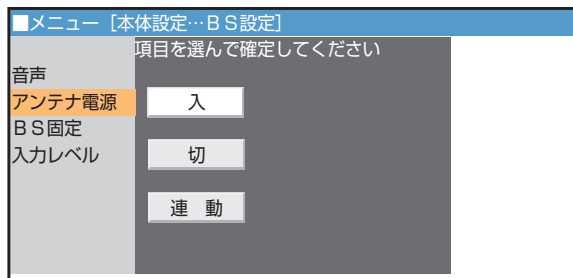 ■メニュー［本体設定…ＢＳ設定］
項目を選んで確定してください
音声
アンテナ電源
ＢＳ固定
入力レベル
入
切
連　動